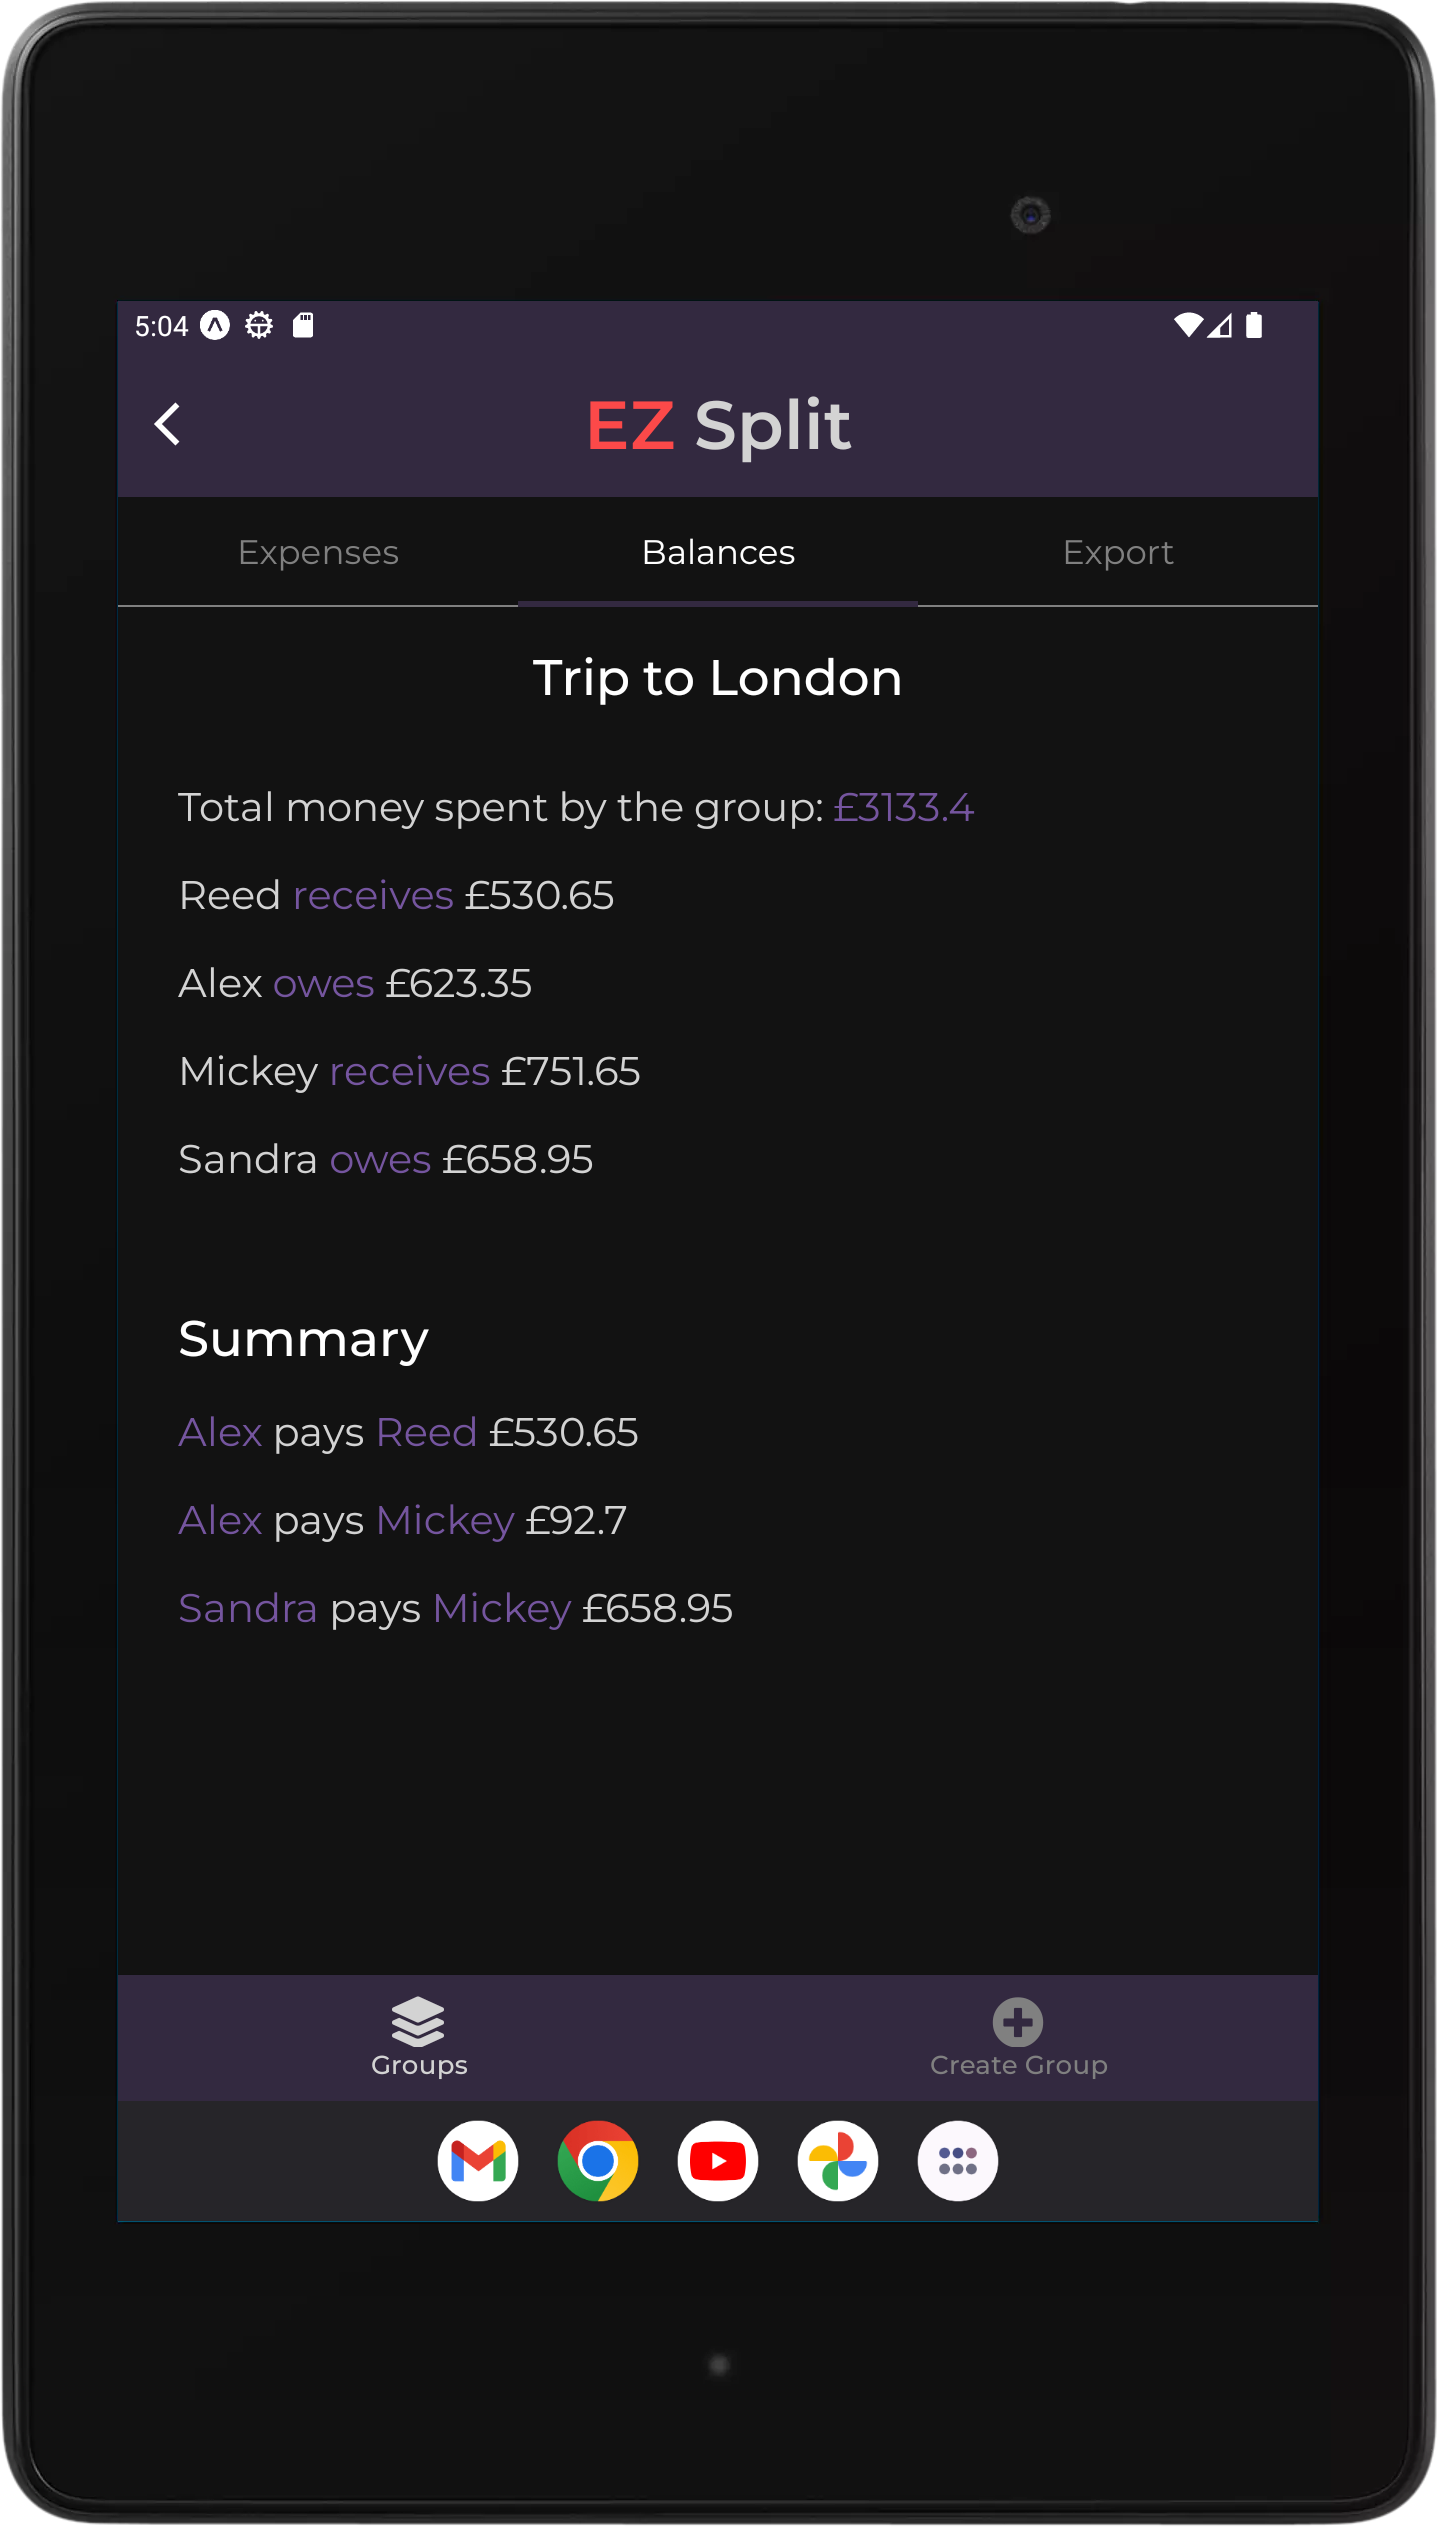 5:04
EZ Split
Expenses Balances Export
Trip to London
Total money spent by the group: £3133.4
Reed receives £530.65
Alex owes £623.35
Mickey receives £751.65
Sandra owes £658.95
Summary
Alex pays Reed £530.65
Alex pays Mickey £92.7
Sandra pays Mickey £658.95
Groups Create Group